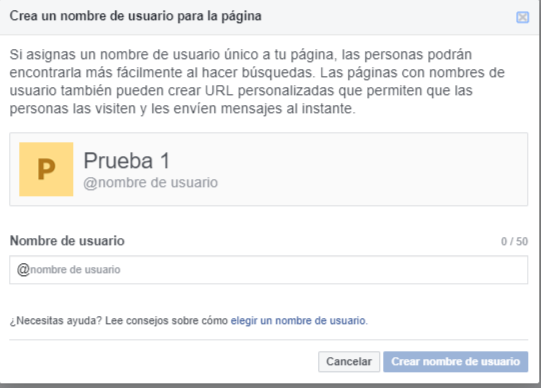 Crea un nombre de usuario para la página
Si asignas un nombre de usuario único a tu página, las personas podrán
encontrarla más fácilmente al hacer búsquedas. Las páginas con nombres de
usuario también pueden crear URL personalizadas que permiten que las
personas las visiten y les envíen mensajes al instante.
P
Prueba 1
@nombre de usuario
Nombre de usuario
0 / 50
@nombre de usuario
¿Necesitas ayuda? Lee consejos sobre cómo elegir un nombre de usuario.
Cancelar
Crear nombre de usuario